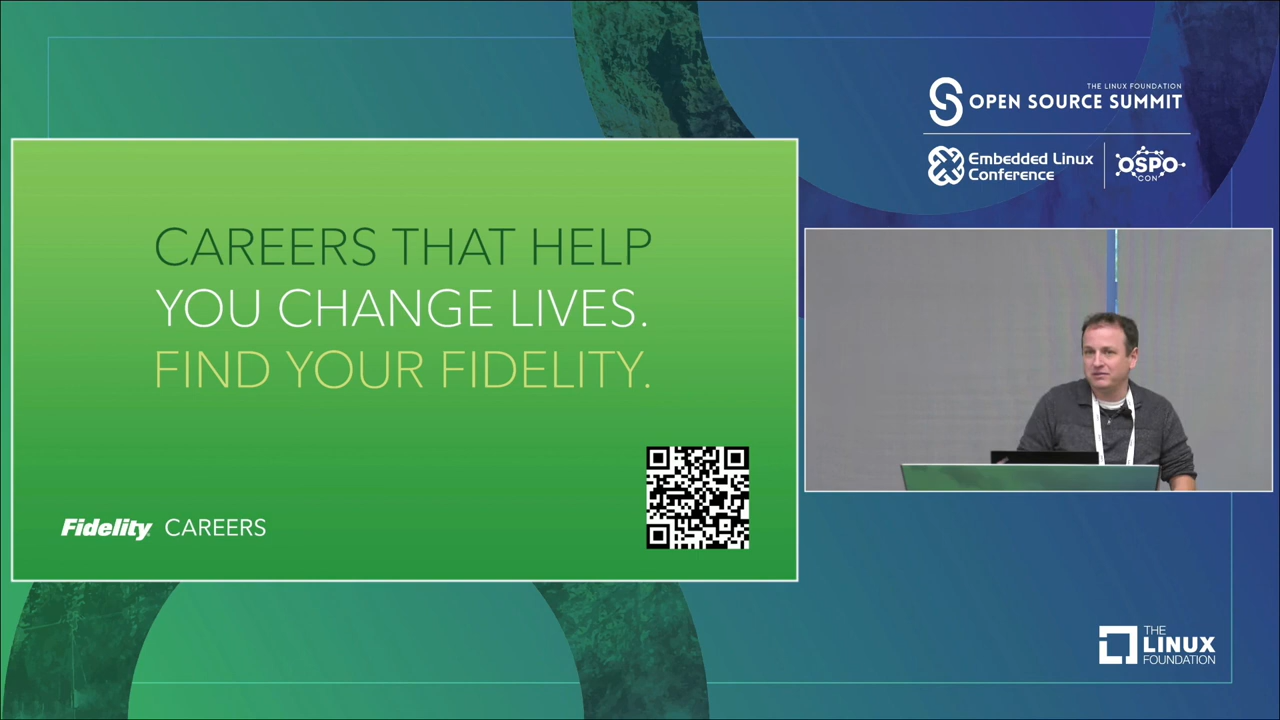 THE LINUX FOUNDATION
OPEN SOURCE SUMMIT
Embedded Linux
Conference
OSPO
CON
CAREERS THAT HELP
YOU CHANGE LIVES.
FIND YOUR FIDELITY.
Fidelity CAREERS
THE
LINUX
FOUNDATION